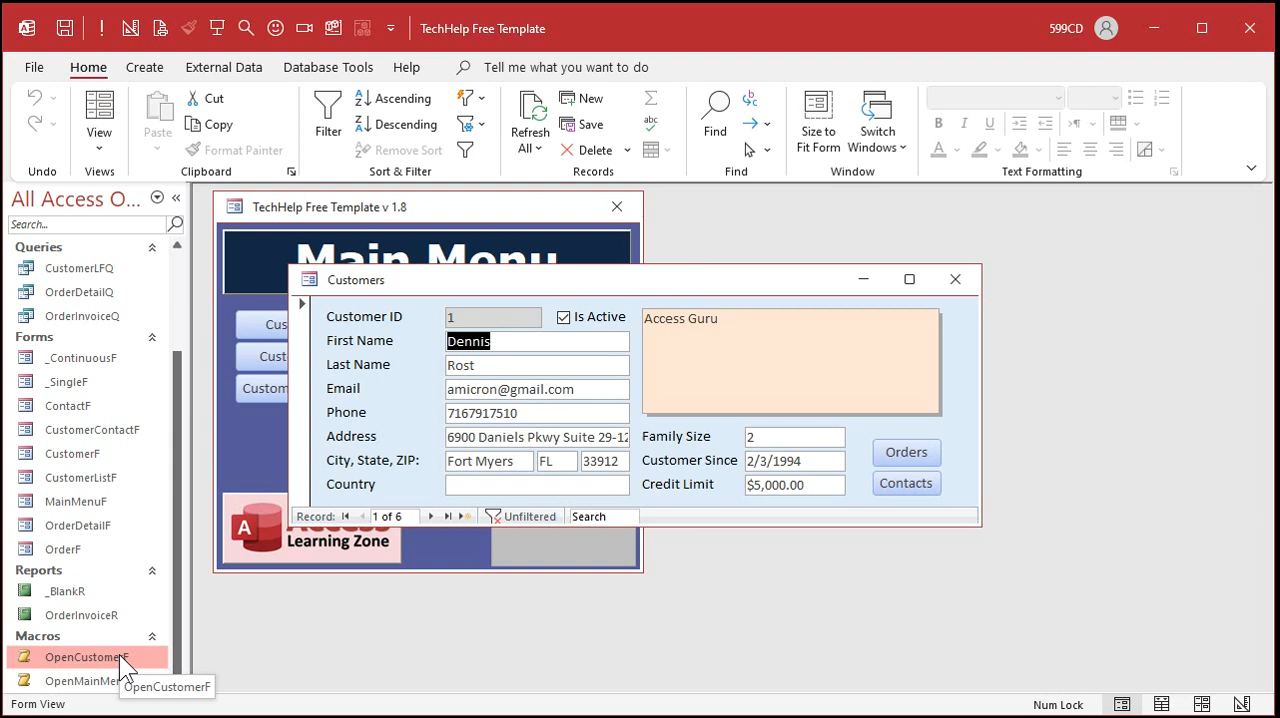 TechHelp Free Template
599CD
File Home Create External Data Database Tools Help Tell me what you want to do
View
Views
Undo
Paste
Cut
Copy
Format Painter
Clipboard
Filter
Ascending
Descending
Remove Sort
Sort & Filter
Refresh All
New
Save
Delete
Records
Find
Find
Size to Fit Form
Switch Windows
Window
Text Formatting
All Access O...
Search...
Queries
CustomerLFQ
OrderDetailQ
OrderInvoiceQ
Forms
_ContinuousF
_SingleF
ContactF
CustomerContactF
CustomerF
CustomerListF
MainMenuF
OrderDetailF
OrderF
Reports
_BlankR
OrderInvoiceR
Macros
OpenCustomerF
OpenMainMe
OpenCustomerF
TechHelp Free Template v 1.8
Main Menu
Cus
Cust
Custom
Learning Zone
Customers
Customer ID 1 Is Active
First Name Dennis
Last Name Rost
Email amicron@gmail.com
Phone 7167917510
Address 6900 Daniels Pkwy Suite 29-12
City, State, ZIP: Fort Myers FL 33912
Country
Access Guru
Family Size 2
Customer Since 2/3/1994
Credit Limit $5,000.00
Orders
Contacts
Record: 1 of 6 Unfiltered Search
Form View
Num Lock